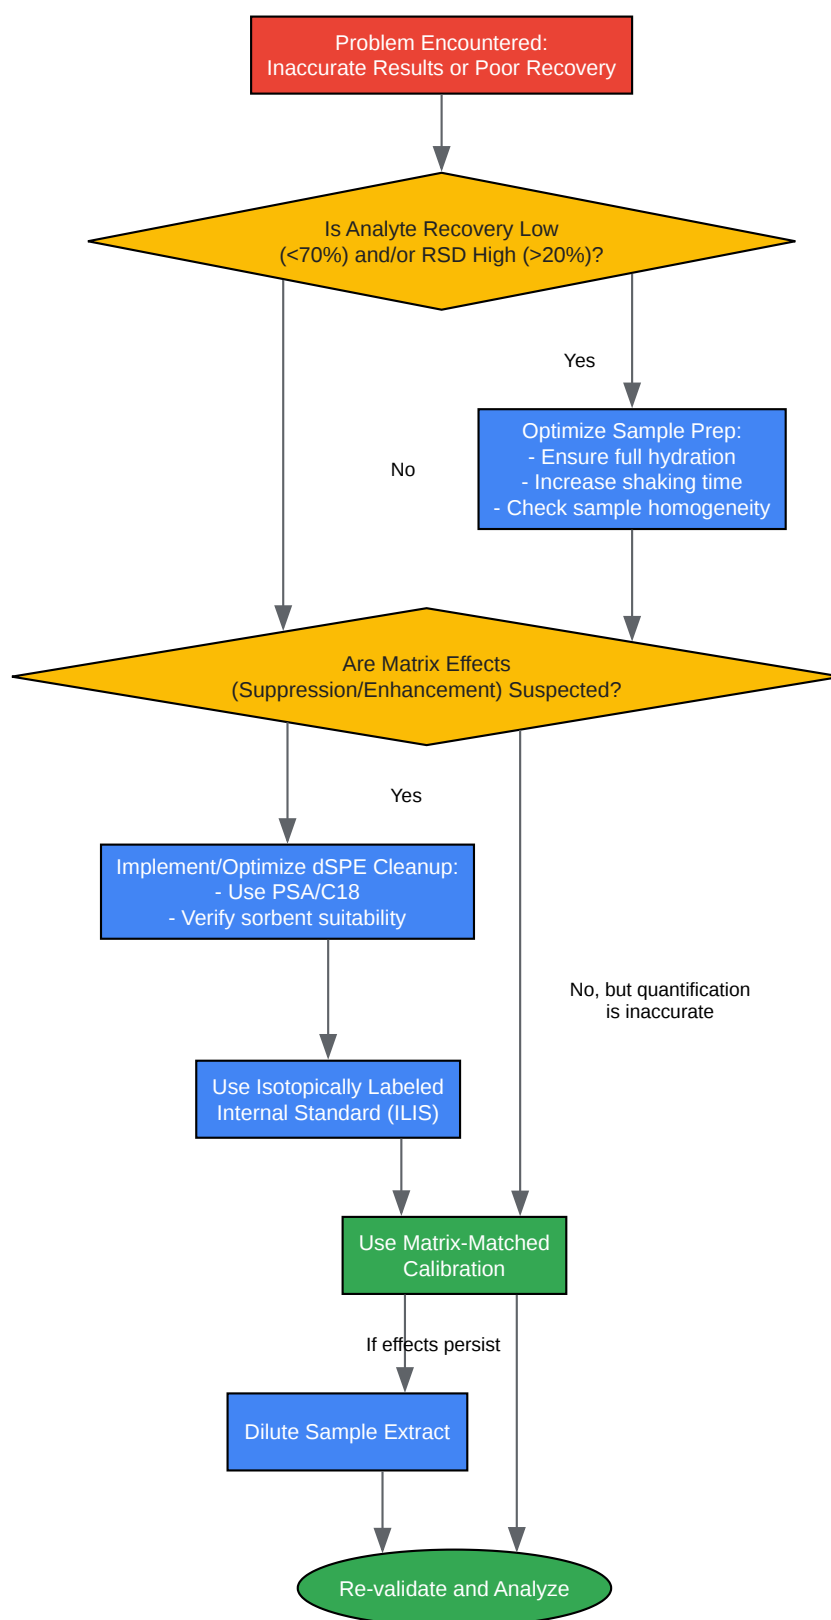 Problem Encountered:
Inaccurate Results or Poor Recovery
Is Analyte Recovery Low
(<70%) and/or RSD High (>20%)?
Yes
Optimize Sample Prep:
- Ensure full hydration
- Increase shaking time
- Check sample homogeneity
No
Are Matrix Effects
(Suppression/Enhancement) Suspected?
Yes
Implement/Optimize dSPE Cleanup:
- Use PSA/C18
- Verify sorbent suitability
No, but quantification
is inaccurate
Use Isotopically Labeled
Internal Standard (ILIS)
Use Matrix-Matched
Calibration
If effects persist
Dilute Sample Extract
Re-validate and Analyze